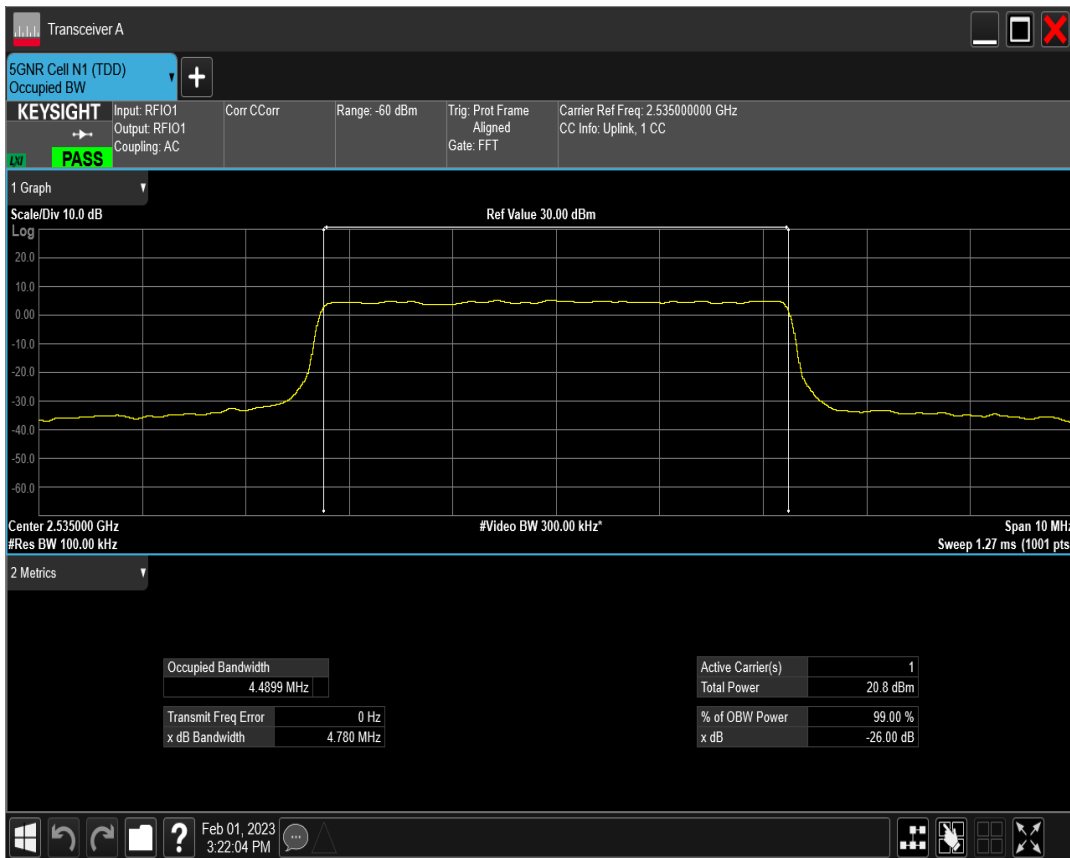 Transceiver A
5GNR Cell N1 (TDD)
Occupied BW
+
KEYSIGHT
LXI
PASS
Input: RFIO1
Output: RFIO1
Coupling: AC
Corr CCorr
Range: -60 dBm
Trig: Prot Frame
Aligned
Gate: FFT
Carrier Ref Freq: 2.535000000 GHz
CC Info: Uplink, 1 CC
1 Graph
Scale/Div 10.0 dB
Ref Value 30.00 dBm
Log
20.0
10.0
0.00
-10.0
-20.0
-30.0
-40.0
-50.0
-60.0
Center 2.535000 GHz
#Video BW 300.00 kHz*
Span 10 MHz
#Res BW 100.00 kHz
Sweep 1.27 ms (1001 pts
2 Metrics
Occupied Bandwidth
4.4899 MHz
Transmit Freq Error 0 Hz
x dB Bandwidth 4.780 MHz
Active Carrier(s) 1
Total Power 20.8 dBm
% of OBW Power 99.00 %
x dB -26.00 dB
?
Feb 01, 2023
3:22:04 PM